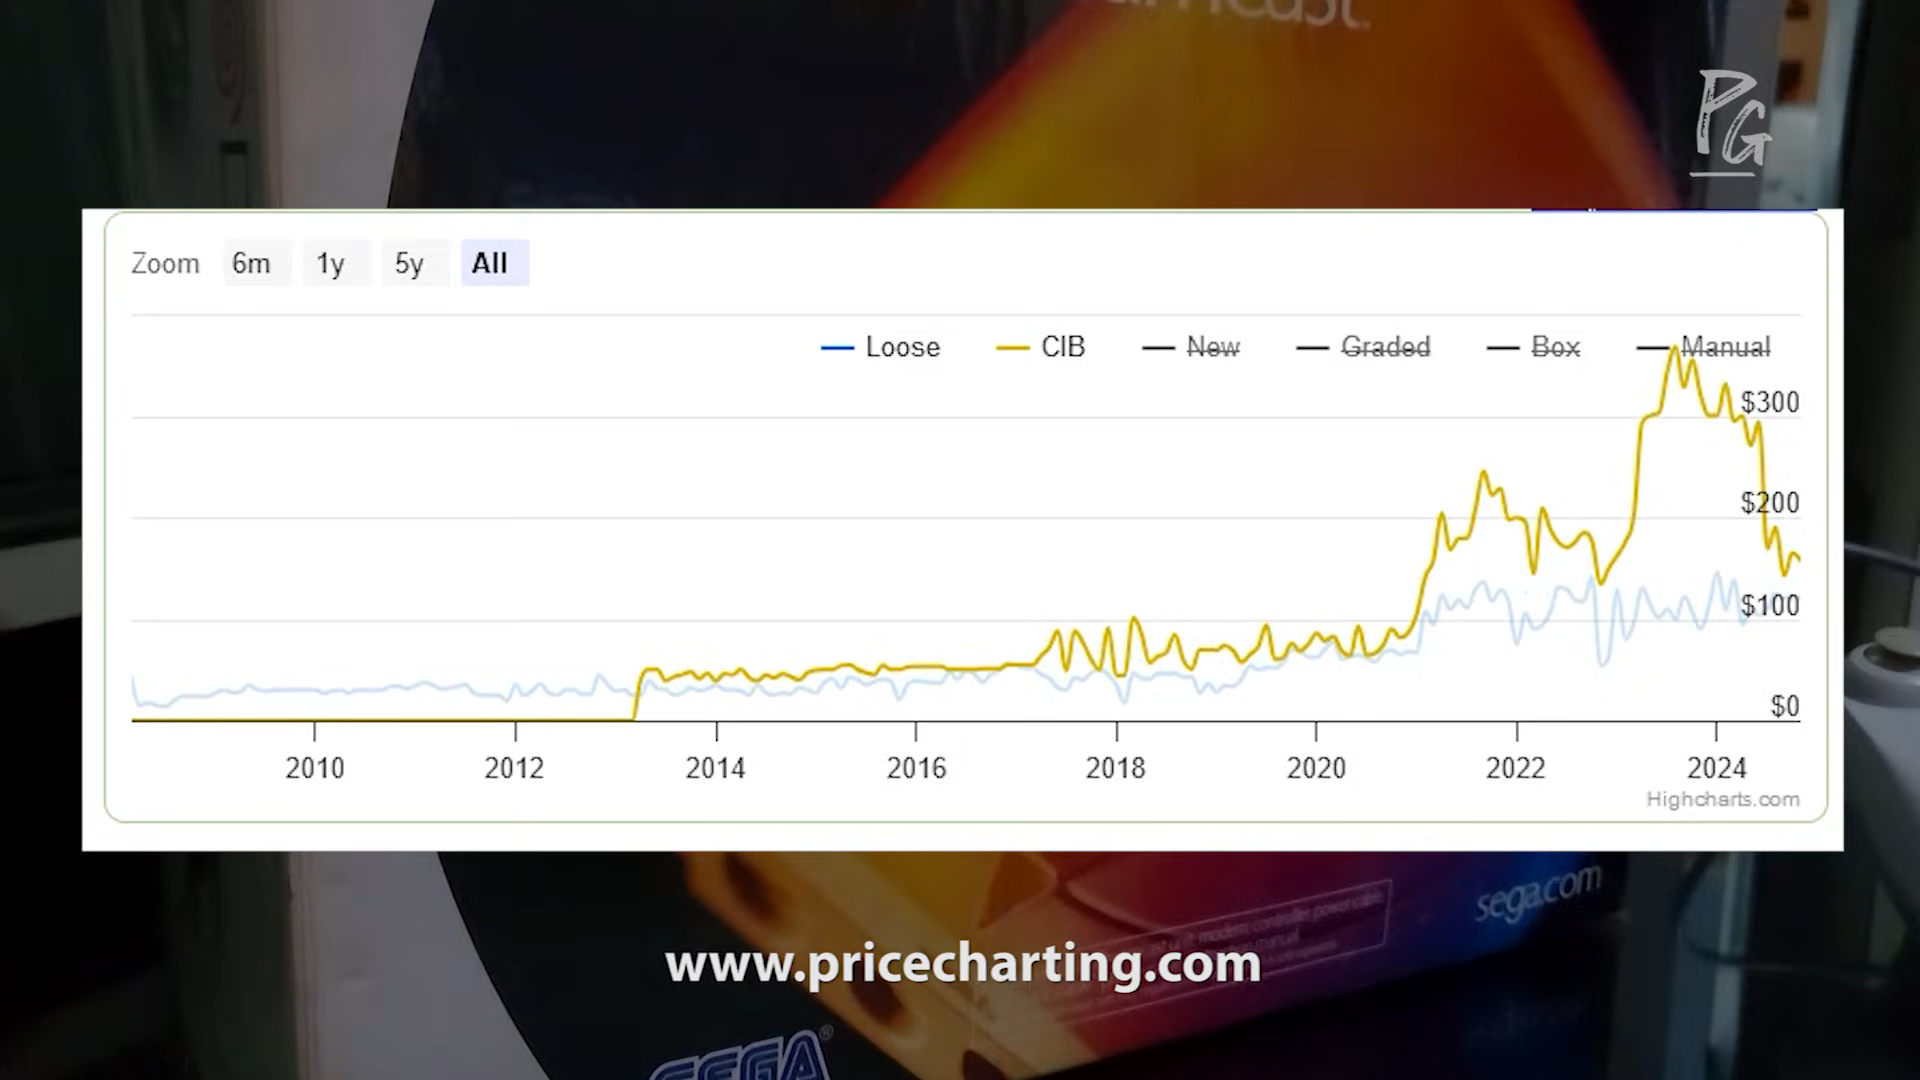 PG
Zoom 6m 1y 5y All
Loose CIB New Graded Box Manual
$300
$200
$100
$0
2010 2012 2014 2016 2018 2020 2022 2024
Highcharts.com
sega.com
www.pricecharting.com
SEGA®